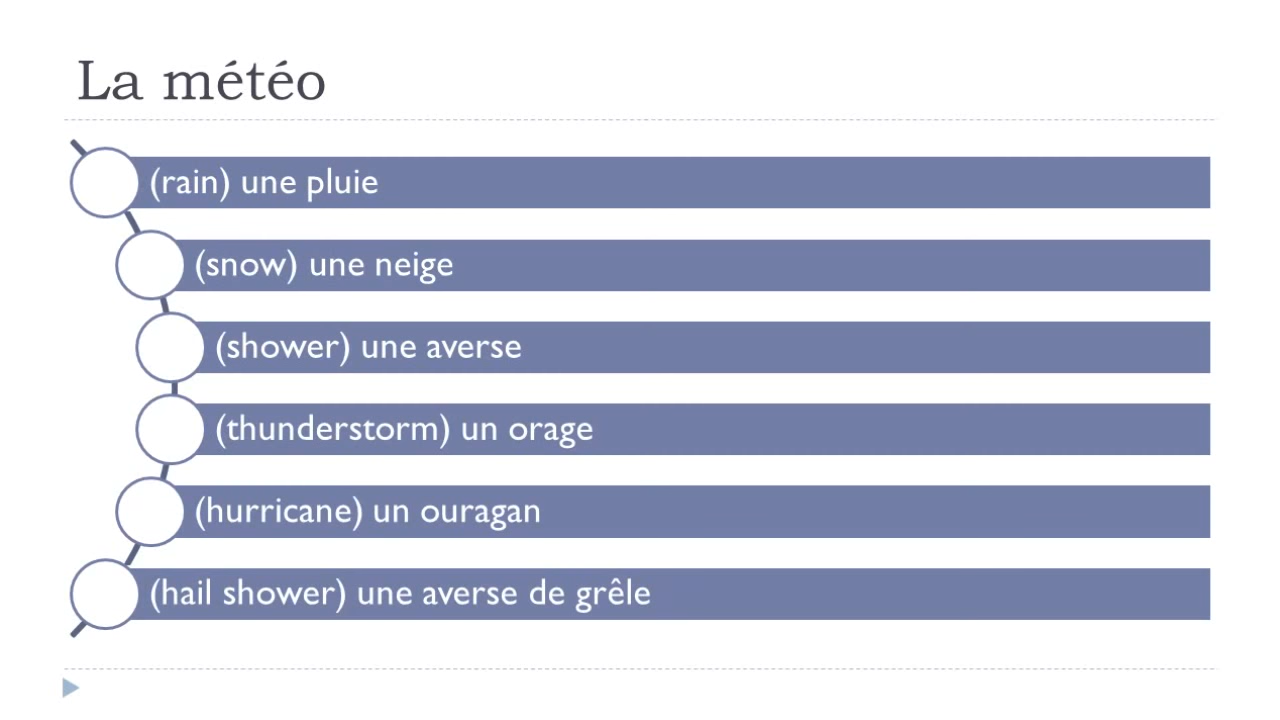 La météo
(rain) une pluie
(snow) une neige
(shower) une averse
(thunderstorm) un orage
(hurricane) un ouragan
(hail shower) une averse de grêle